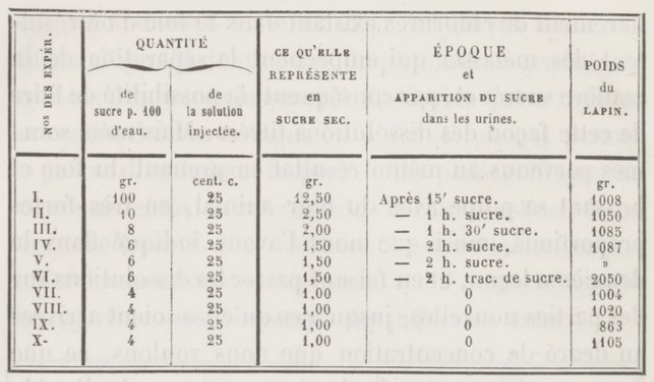 Nos DES EXPER. | QUANTITÉ de sucre p. 100 d'eau. | QUANTITÉ de la solution injectée. | CE QU'ELLE REPRÉSENTE en SUCRE SEC. | ÉPOQUE et APPARITION DU SUCRE dans les urines. | POIDS du LAPIN.
gr. | cent. c. | gr. | gr.
I. | 100 | 25 | 12,50 | Après 15' sucre. | 1008
II. | 10 | 25 | 2,50 | — 1 h. sucre. | 1050
III. | 8 | 25 | 2,00 | — 1 h. 30' sucre. | 1085
IV. | 6 | 25 | 1,50 | — 2 h. sucre. | 1087
V. | 6 | 25 | 1,50 | — 2 h. sucre. | »
VI. | 6 | 25 | 1,50 | — 2 h. trac. de sucre. | 2050
VII. | 4 | 25 | 1,00 | 0 | 1004
VIII. | 4 | 25 | 1,00 | 0 | 1020
IX. | 4 | 25 | 1,00 | 0 | 863
X- | 4 | 25 | 1,00 | 0 | 1105